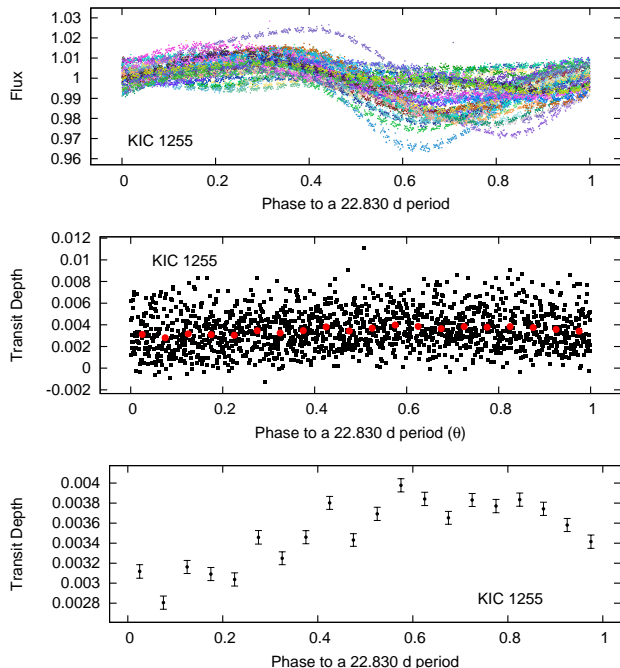 1.04
1.03
1.02
1.01
1
0.99
0.98
0.97
0.96
Flux
KIC 1255
0 0.2 0.4 0.6 0.8 1
Phase to a 22.830 d period
0.012
0.01
0.008
0.006
0.004
0.002
0
-0.002
Transit Depth
KIC 1255
0 0.2 0.4 0.6 0.8 1
Phase to a 22.830 d period (θ)
0.004
0.0038
0.0036
0.0034
0.0032
0.003
0.0028
Transit Depth
KIC 1255
0 0.2 0.4 0.6 0.8 1
Phase to a 22.830 d period